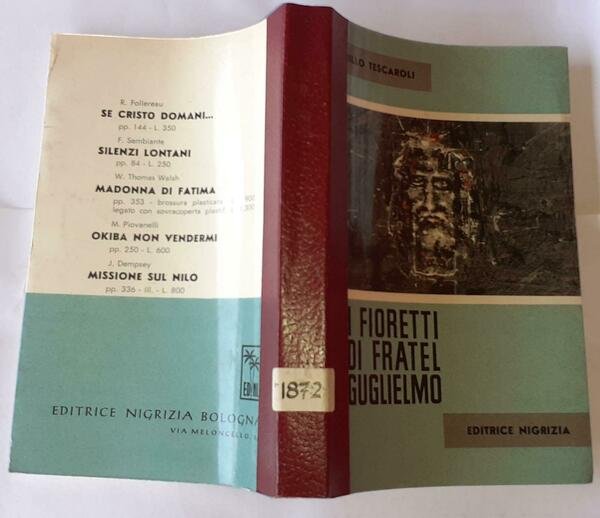 R. Follereau
SE CRISTO DOMANI...
pp. 144 - L. 350
F. Sembiante
SILENZI LONTANI
pp. 84 - L. 250
W. Thomas Walsh
MADONNA DI FATIMA
pp. 353 - brossura plasticata
legato con sovracoperta plastif
M. Piovanelli
OKIBA NON VENDERMI
pp. 250 - L. 600
J. Dempsey
MISSIONE SUL NILO
pp. 336 - ill. - L. 800
EDITRICE NIGRIZIA BOLOGNA
VIA MELONCELLO,
1872
TESCAROLI
I FIORETTI
DI FRATEL
GUGLIELMO
EDITRICE NIGRIZIA